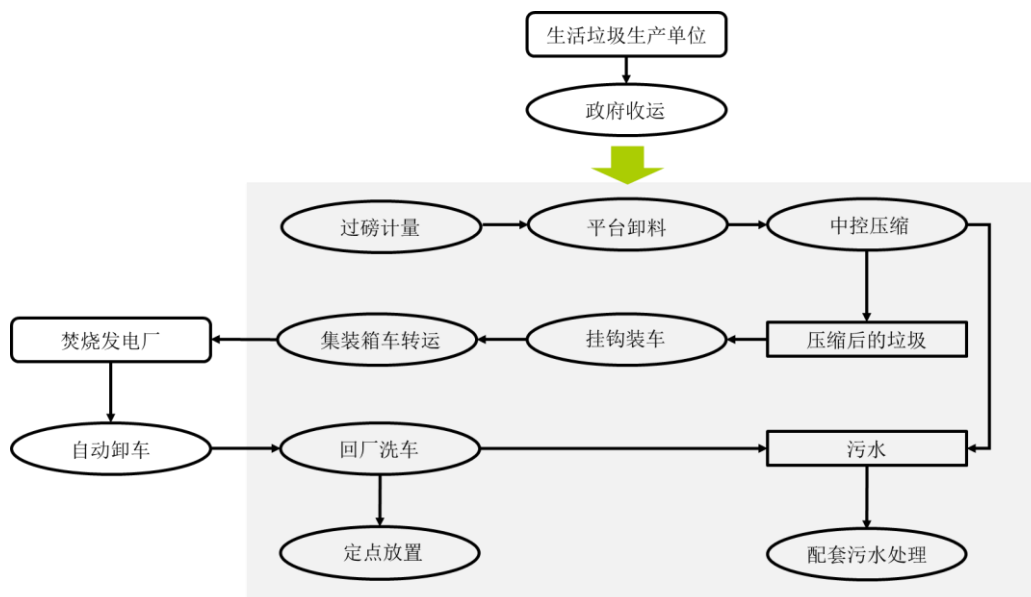 生活垃圾生产单位
政府收运
过磅计量
平台卸料
中控压缩
焚烧发电厂
集装箱车转运
挂钩装车
压缩后的垃圾
自动卸车
回厂洗车
污水
定点放置
配套污水处理